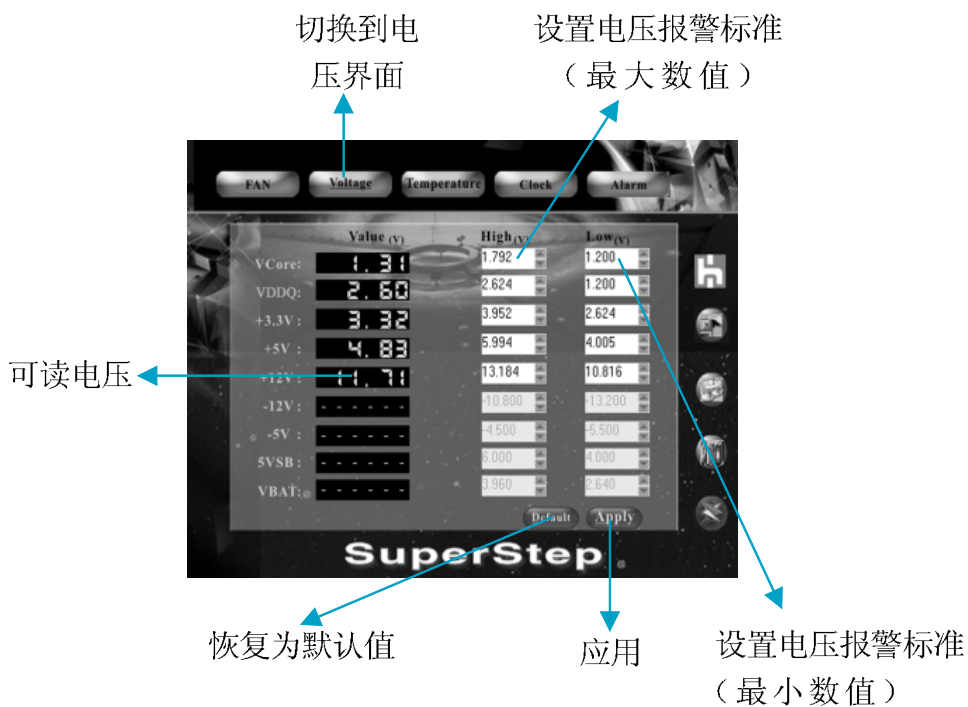 切换到电
压界面
设置电压报警标准
（最大数值）
FAN Voltage Temperature Clock Alarm
Value (V) High (V) Low (V)
VCore: 1.31 1.792 1.200
VDDQ: 2.60 2.624 1.200
+3.3V : 3.32 3.952 2.624
+5V : 4.83 5.994 4.005
可读电压
+12V : 11.71 13.184 10.816
-12V : - - - - - - -10.800 -13.200
-5V : - - - - - - -4.500 -5.500
5VSB : - - - - - - 6.000 4.000
VBAT: - - - - - - 3.960 2.640
Default Apply
SuperStep
恢复为默认值
应用
设置电压报警标准
（最小数值）